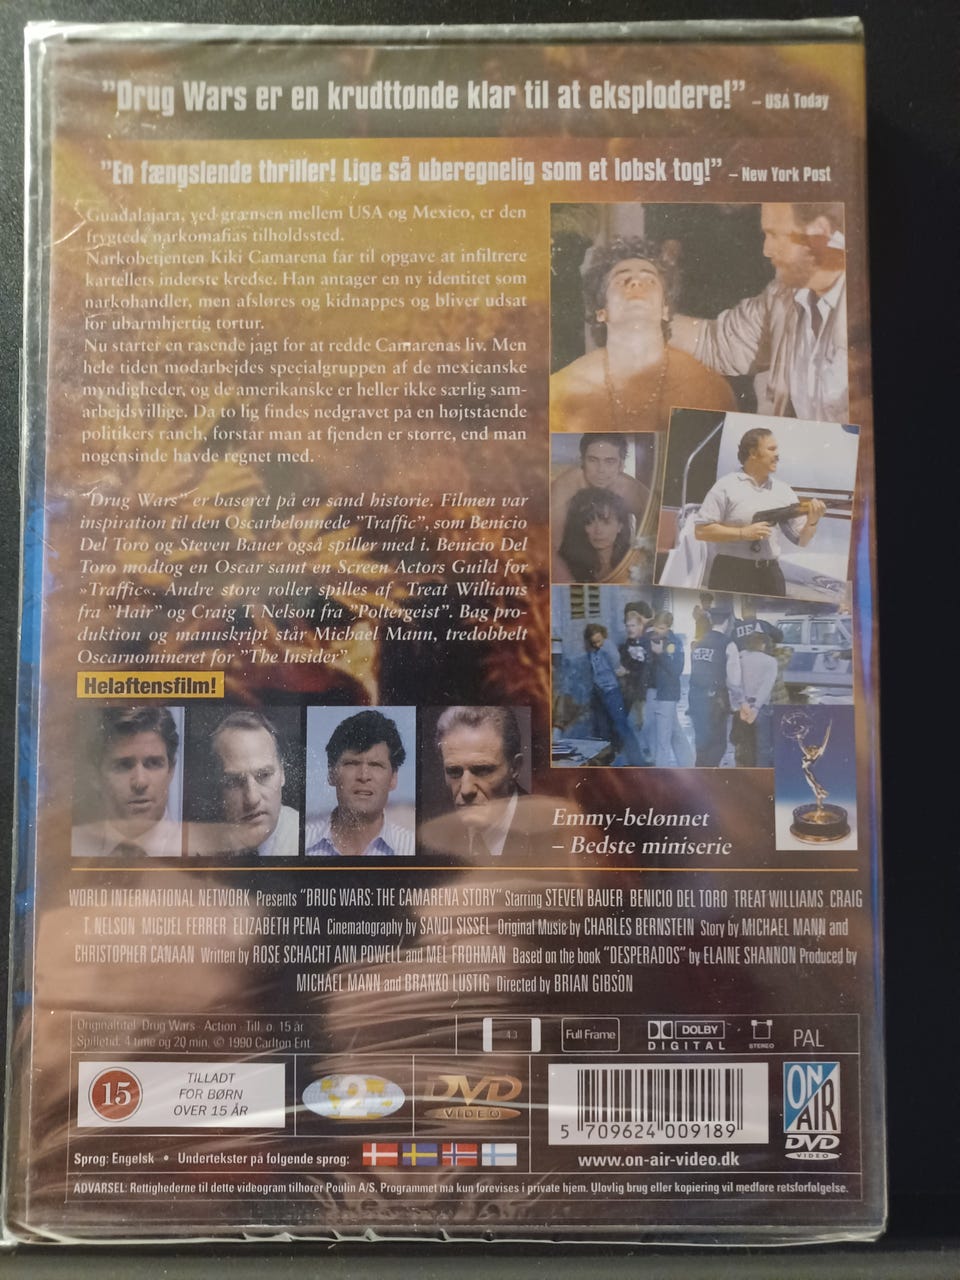 "Drug Wars er en krudttønde klar til at eksplodere!" – USA Today
"En fængslende thriller! Lige så uberegnelig som et løbsk tog!" – New York Post
Guadalajara, ved grænsen mellem USA og Mexico, er den
frygtede narkomafias tilholdssted.
Narkobetjenten Kiki Camarena får til opgave at infiltrere
kartellets inderste kredse. Han antager en ny identitet som
narkohandler, men afsløres og kidnappes og bliver udsat
for ubarmhjertig tortur.
Nu starter en rasende jagt for at redde Camarenas liv. Men
hele tiden modarbejdes specialgruppen af de mexicanske
myndigheder, og de amerikanske er heller ikke særlig sam-
arbejdsvillige. Da to lig findes nedgravet på en højtstående
politikers ranch, forstår man at fjenden er større, end man
nogensinde havde regnet med.
"Drug Wars" er baseret på en sand historie. Filmen var
inspiration til den Oscarbelønnede "Traffic", som Benicio
Del Toro og Steven Bauer også spiller med i. Benicio Del
Toro modtog en Oscar samt en Screen Actors Guild for
»Traffic«. Andre store roller spilles af Treat Williams
fra "Hair" og Craig T. Nelson fra "Poltergeist". Bag pro-
duktion og manuskript står Michael Mann, tredobbelt
Oscarnomineret for "The Insider".
Helaftensfilm!
DEA
POLICE
Emmy-belønnet
– Bedste miniserie
WORLD INTERNATIONAL NETWORK Presents "DRUG WARS: THE CAMARENA STORY" Starring STEVEN BAUER BENICIO DEL TORO TREAT WILLIAMS CRAIG
T. NELSON MIGUEL FERRER ELIZABETH PENA Cinematography by SANDI SISSEL Original Music by CHARLES BERNSTEIN Story by MICHAEL MANN and
CHRISTOPHER CANAAN Written by ROSE SCHACHT ANN POWELL and MEL FROHMAN Based on the book "DESPERADOS" by ELAINE SHANNON Produced by
MICHAEL MANN and BRANKO LUSTIG Directed by BRIAN GIBSON
Originaltitel: Drug Wars · Action · Till. o. 15 år
Spilletid: 4 time og 20 min. © 1990 Carlton Ent.
4:3
Full Frame
DOLBY
DIGITAL
STEREO
PAL
15
TILLADT
FOR BØRN
OVER 15 ÅR
2
DVD
VIDEO
5 709624 009189
ON
AIR
DVD
VIDEO
Sprog: Engelsk • Undertekster på følgende sprog:
www.on-air-video.dk
ADVARSEL: Rettighederne til dette videogram tilhører Poulin A/S. Programmet må kun forevises i private hjem. Ulovlig brug eller kopiering vil medføre retsforfølgelse.